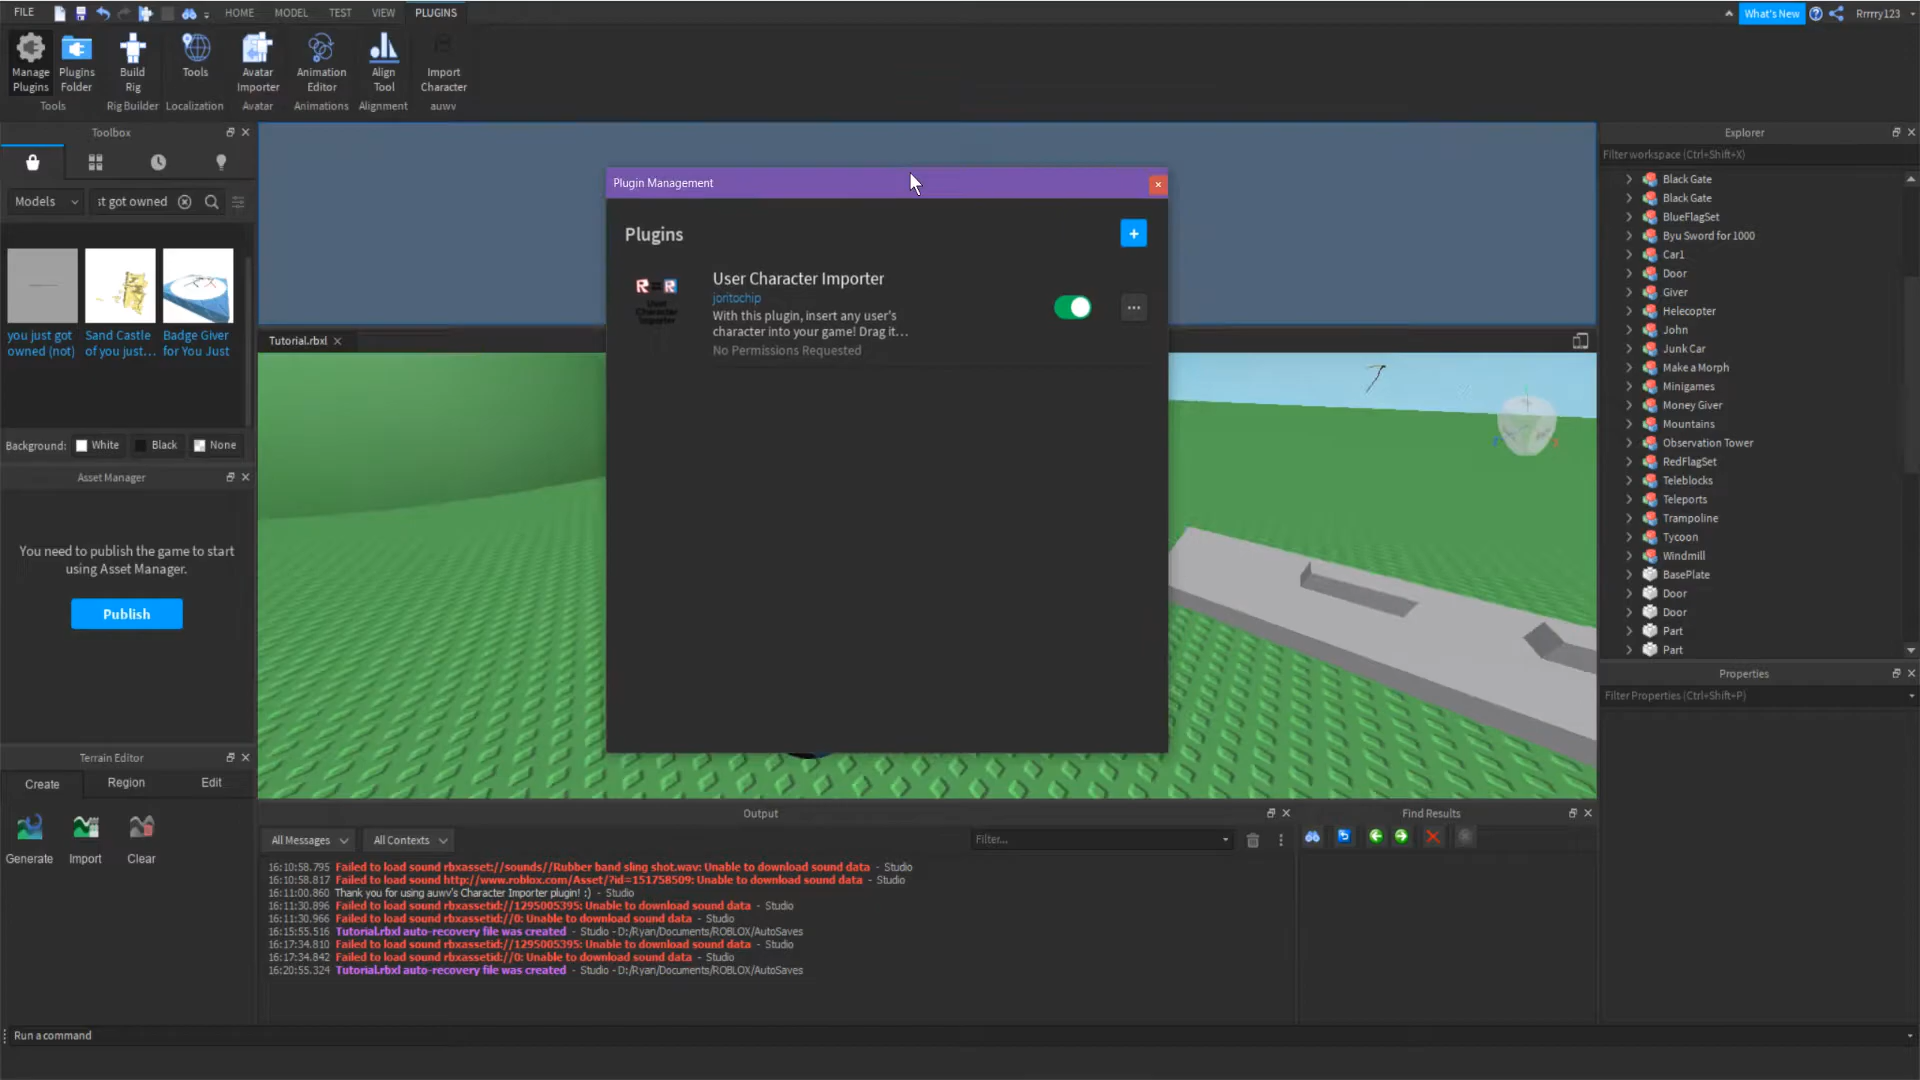 FILE HOME MODEL TEST VIEW PLUGINS What's New Rrrrry123
Manage Plugins
Plugins Folder
Build Rig
Tools
Avatar Importer
Animation Editor
Align Tool
Import Character
Tools Rig Builder Localization Avatar Animations Alignment auwv
Toolbox
Models st got owned
you just got owned (not)
Sand Castle of you just...
Badge Giver for You Just
Background: White Black None
Asset Manager
You need to publish the game to start
using Asset Manager.
Publish
Terrain Editor
Create Region Edit
Generate Import Clear
Plugin Management
Plugins
+
User Character Importer
joritochip
With this plugin, insert any user's
character into your game! Drag it...
No Permissions Requested
R = R
User
Character
Importer
Tutorial.rbxl
Explorer
Filter workspace (Ctrl+Shift+X)
Black Gate
Black Gate
BlueFlagSet
Byu Sword for 1000
Car1
Door
Giver
Helecopter
John
Junk Car
Make a Morph
Minigames
Money Giver
Mountains
Observation Tower
RedFlagSet
Teleblocks
Teleports
Trampoline
Tycoon
Windmill
BasePlate
Door
Door
Part
Part
Properties
Filter Properties (Ctrl+Shift+P)
Output
All Messages All Contexts Filter...
16:10:58.795 Failed to load sound rbxasset://sounds//Rubber band sling shot.wav: Unable to download sound data - Studio
16:10:58.817 Failed to load sound http://www.roblox.com/Asset/?id=151758509: Unable to download sound data - Studio
16:11:00.860 Thank you for using auwv's Character Importer plugin! :) - Studio
16:11:30.896 Failed to load sound rbxassetid://1295005395: Unable to download sound data - Studio
16:11:30.966 Failed to load sound rbxassetid://0: Unable to download sound data - Studio
16:15:55.516 Tutorial.rbxl auto-recovery file was created - Studio - D:/Ryan/Documents/ROBLOX/AutoSaves
16:17:34.810 Failed to load sound rbxassetid://1295005395: Unable to download sound data - Studio
16:17:34.842 Failed to load sound rbxassetid://0: Unable to download sound data - Studio
16:20:55.324 Tutorial.rbxl auto-recovery file was created - Studio - D:/Ryan/Documents/ROBLOX/AutoSaves
Find Results
Run a command